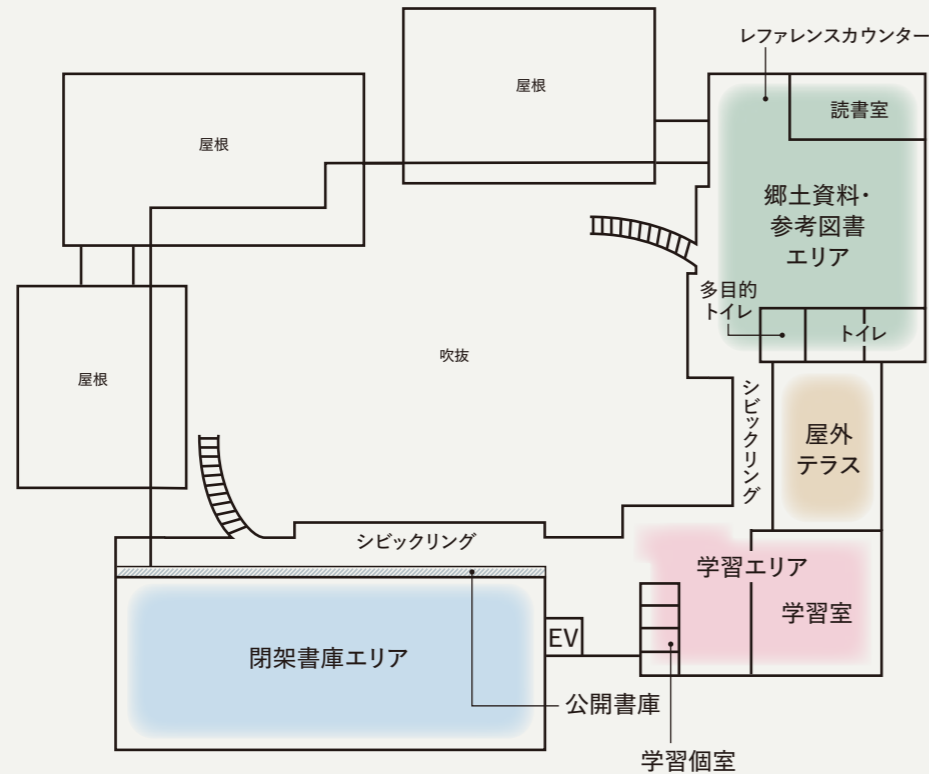 レファレンスカウンター
屋根
屋根
読書室
郷土資料・
参考図書
エリア
多目的
トイレ
トイレ
吹抜
屋根
シビックリング
屋外
テラス
シビックリング
学習エリア
学習室
閉架書庫エリア
EV
公開書庫
学習個室